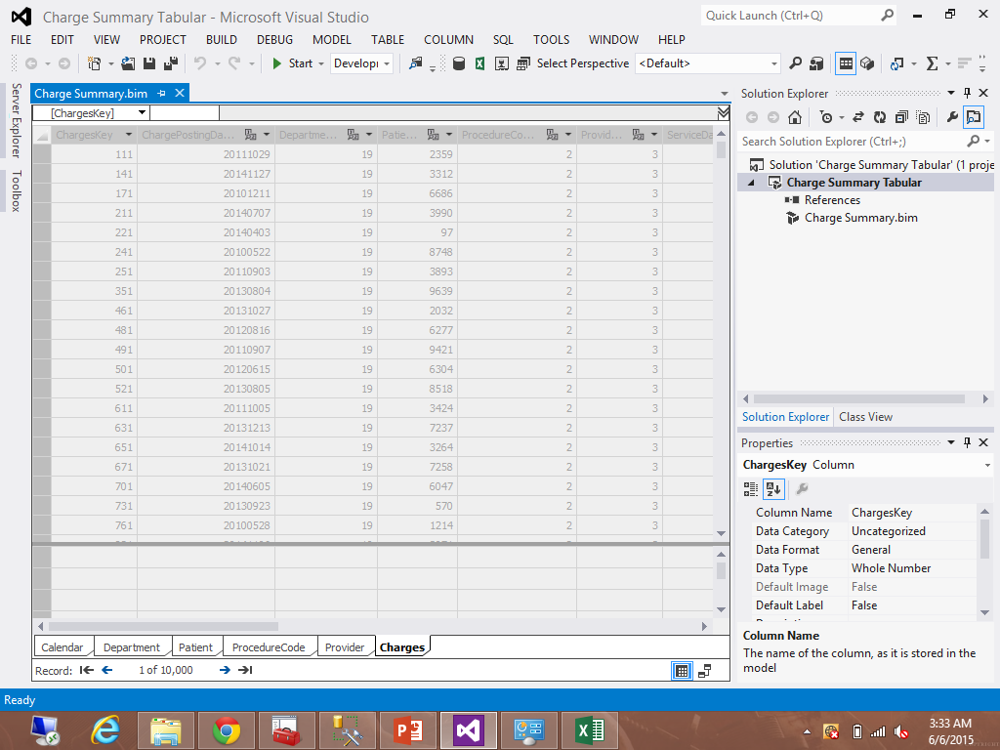 Charge Summary Tabular - Microsoft Visual Studio
Quick Launch (Ctrl+Q)
FILE EDIT VIEW PROJECT BUILD DEBUG MODEL TABLE COLUMN SQL TOOLS WINDOW HELP
Start Developi Select Perspective <Default>
Server Explorer
Toolbox
Charge Summary.bim
[ChargesKey]
ChargesKey ChargePostingDa... Departme... Patie... ProcedureCo... Provid... ServiceDa
111 20111029 19 2359 2 3
141 20141127 19 3312 2 3
171 20101211 19 6686 2 3
211 20140707 19 3990 2 3
221 20140403 19 97 2 3
241 20100522 19 8748 2 3
251 20110903 19 3893 2 3
351 20130804 19 9639 2 3
461 20131027 19 2032 2 3
481 20120816 19 6277 2 3
491 20110907 19 9421 2 3
501 20120615 19 6304 2 3
521 20130805 19 8518 2 3
611 20111005 19 3424 2 3
631 20131213 19 7237 2 3
651 20141014 19 3264 2 3
671 20131021 19 7258 2 3
701 20140605 19 6047 2 3
731 20130923 19 570 2 3
761 20100528 19 1214 2 3
Calendar Department Patient ProcedureCode Provider Charges
Record: 1 of 10,000
Solution Explorer
Search Solution Explorer (Ctrl+;)
Solution 'Charge Summary Tabular' (1 proje
Charge Summary Tabular
References
Charge Summary.bim
Solution Explorer Class View
Properties
ChargesKey Column
Column Name ChargesKey
Data Category Uncategorized
Data Format General
Data Type Whole Number
Default Image False
Default Label False
Column Name
The name of the column, as it is stored in the
model
Ready
3:33 AM
6/6/2015